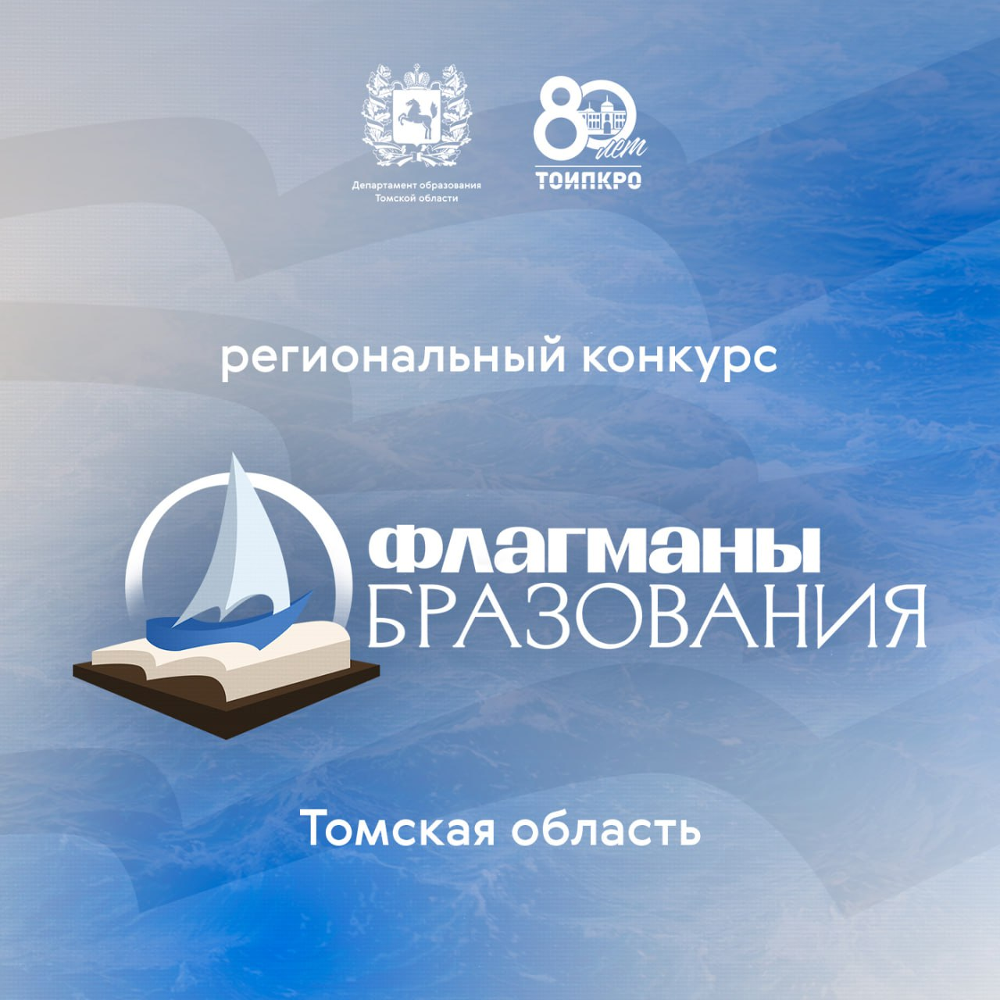 Департамент образования
Томской области
80 лет
ТОИПКРО
региональный конкурс
ФЛАГМАНЫ
БРАЗОВАНИЯ
Томская область